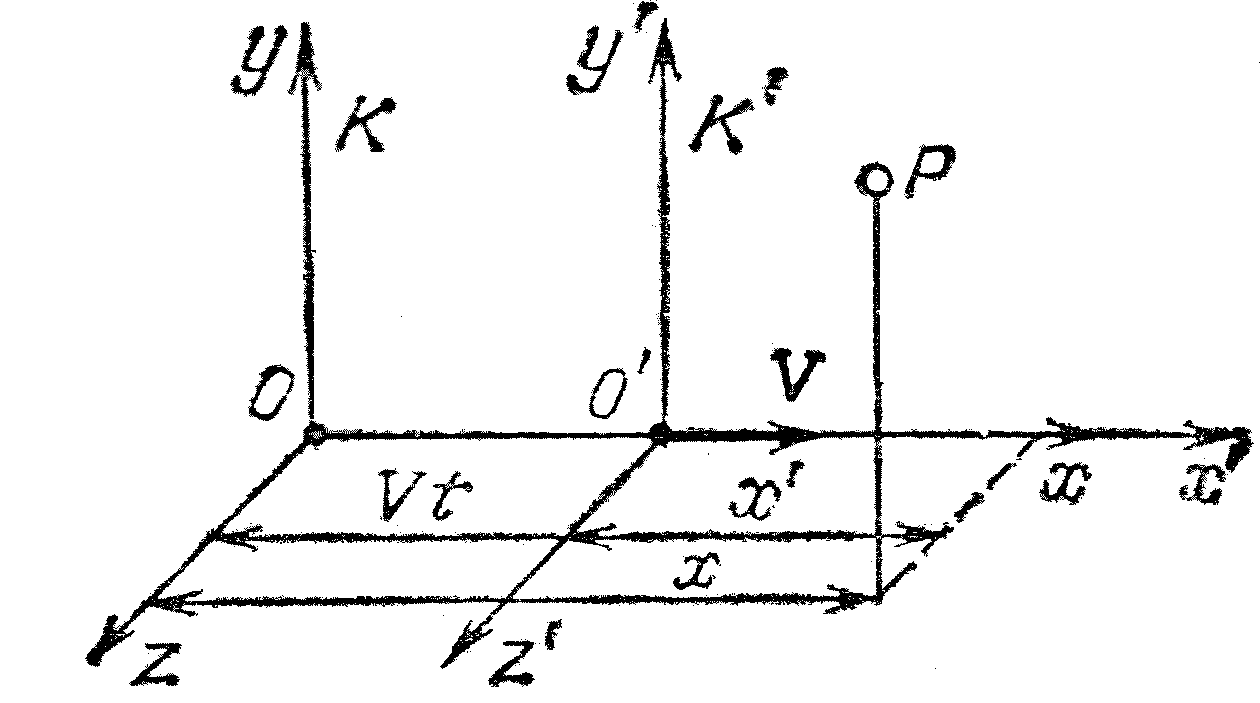 y y′
K K′
P
O O′ V
Vt x′ x x′
x
z z′